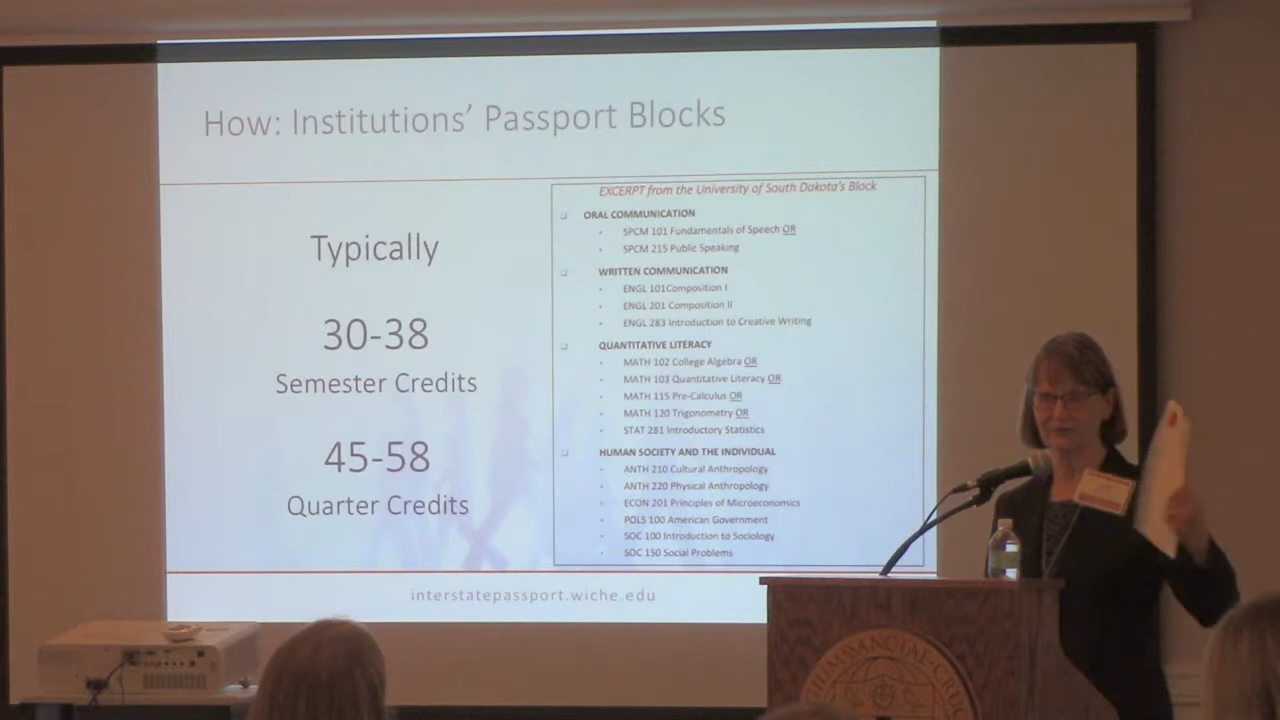 How: Institutions' Passport Blocks
Typically
30-38
Semester Credits
45-58
Quarter Credits
EXCERPT from the University of South Dakota's Block
ORAL COMMUNICATION
SPCM 101 Fundamentals of Speech OR
SPCM 215 Public Speaking
WRITTEN COMMUNICATION
ENGL 101Composition I
ENGL 201 Composition II
ENGL 283 Introduction to Creative Writing
QUANTITATIVE LITERACY
MATH 102 College Algebra OR
MATH 103 Quantitative Literacy OR
MATH 115 Pre-Calculus OR
MATH 120 Trigonometry OR
STAT 281 Introductory Statistics
HUMAN SOCIETY AND THE INDIVIDUAL
ANTH 210 Cultural Anthropology
ANTH 220 Physical Anthropology
ECON 201 Principles of Microeconomics
POLS 100 American Government
SOC 100 Introduction to Sociology
SOC 150 Social Problems
interstatepassport.wiche.edu
SANCTAE